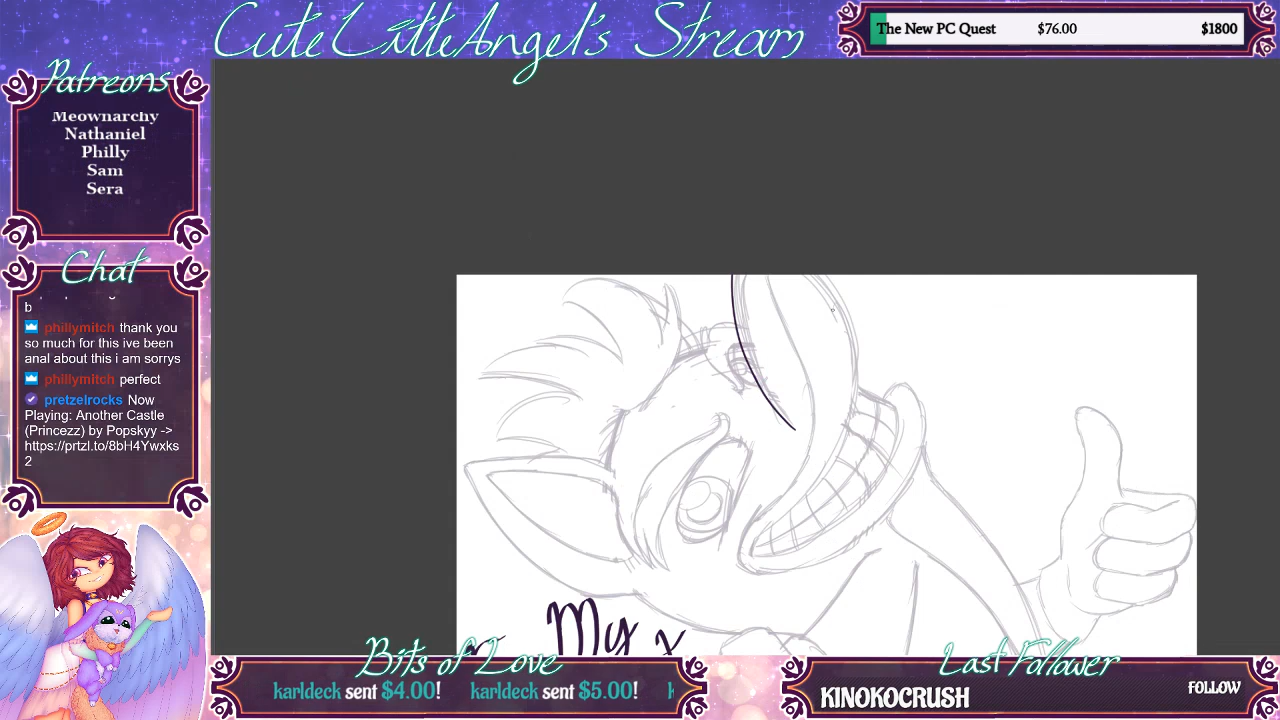 CuteLittleAngel's Stream
The New PC Quest $76.00 $1800
Patreons
Meownarchy
Nathaniel
Philly
Sam
Sera
Chat
b
phillymitch thank you
so much for this ive been
anal about this i am sorrys
phillymitch perfect
pretzelrocks Now
Playing: Another Castle
(Princezz) by Popskyy ->
https://prtzl.to/8bH4Ywxks
2
My
Bits of Love
karldeck sent $4.00! karldeck sent $5.00!
Last Follower
KINOKOCRUSH FOLLOW